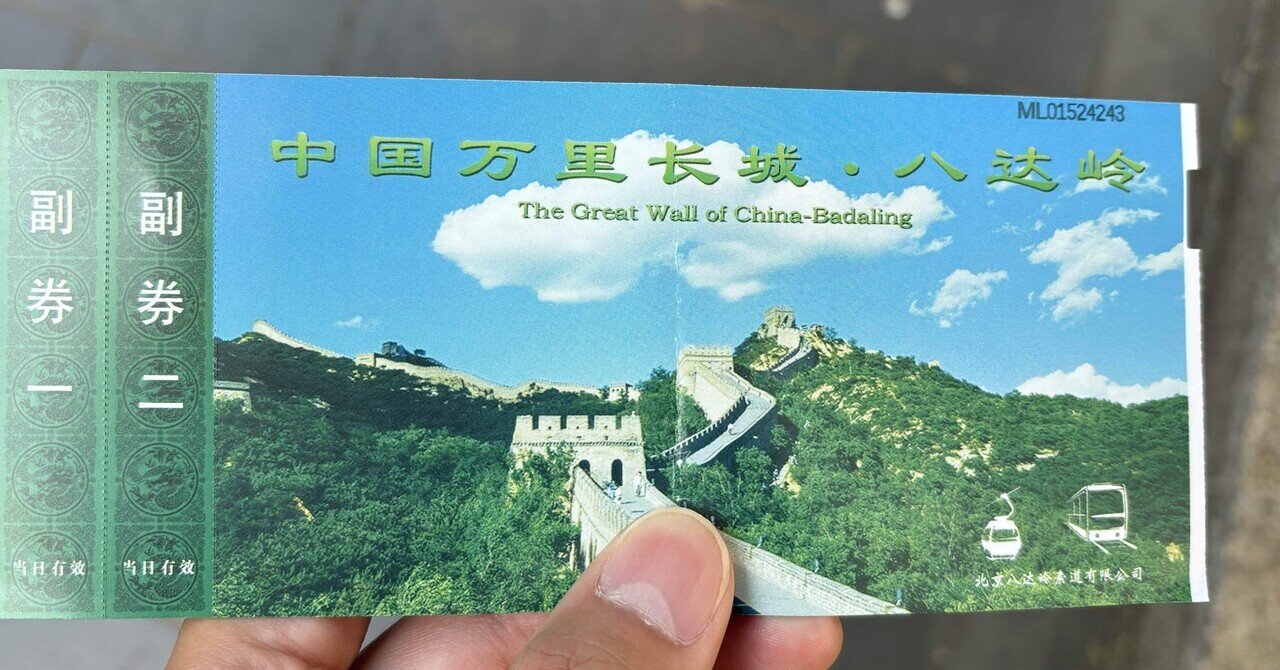 副券一
当日有效
副券二
当日有效
ML01524243
中国万里长城·八达岭
The Great Wall of China-Badaling
北京八达岭索道有限公司